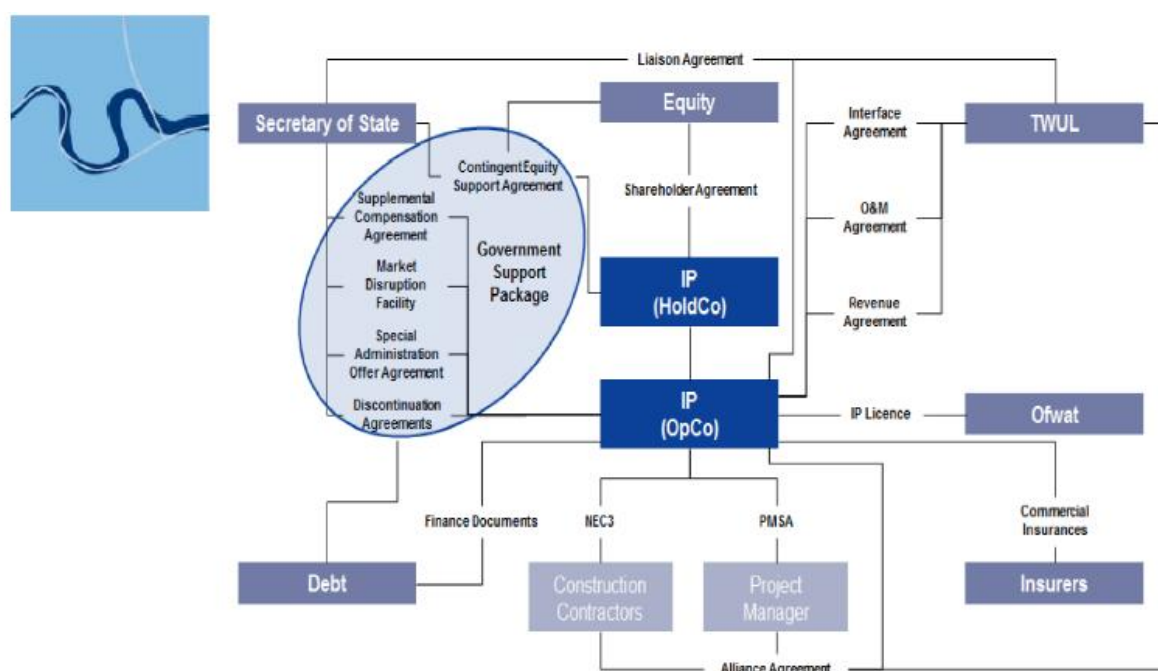 Liaison Agreement
Secretary of State
Equity
Interface
Agreement
TWUL
Contingent Equity
Support Agreement
Supplemental
Compensation
Agreement
Shareholder Agreement
O&M
Agreement
Government
Support
Package
Market
Disruption
Facility
IP
(HoldCo)
Revenue
Agreement
Special
Administration
Offer Agreement
Discontinuation
Agreements
IP
(OpCo)
IP Licence
Ofwat
Finance Documents
NEC3
PMSA
Commercial
Insurances
Debt
Construction
Contractors
Project
Manager
Insurers
Alliance Agreement